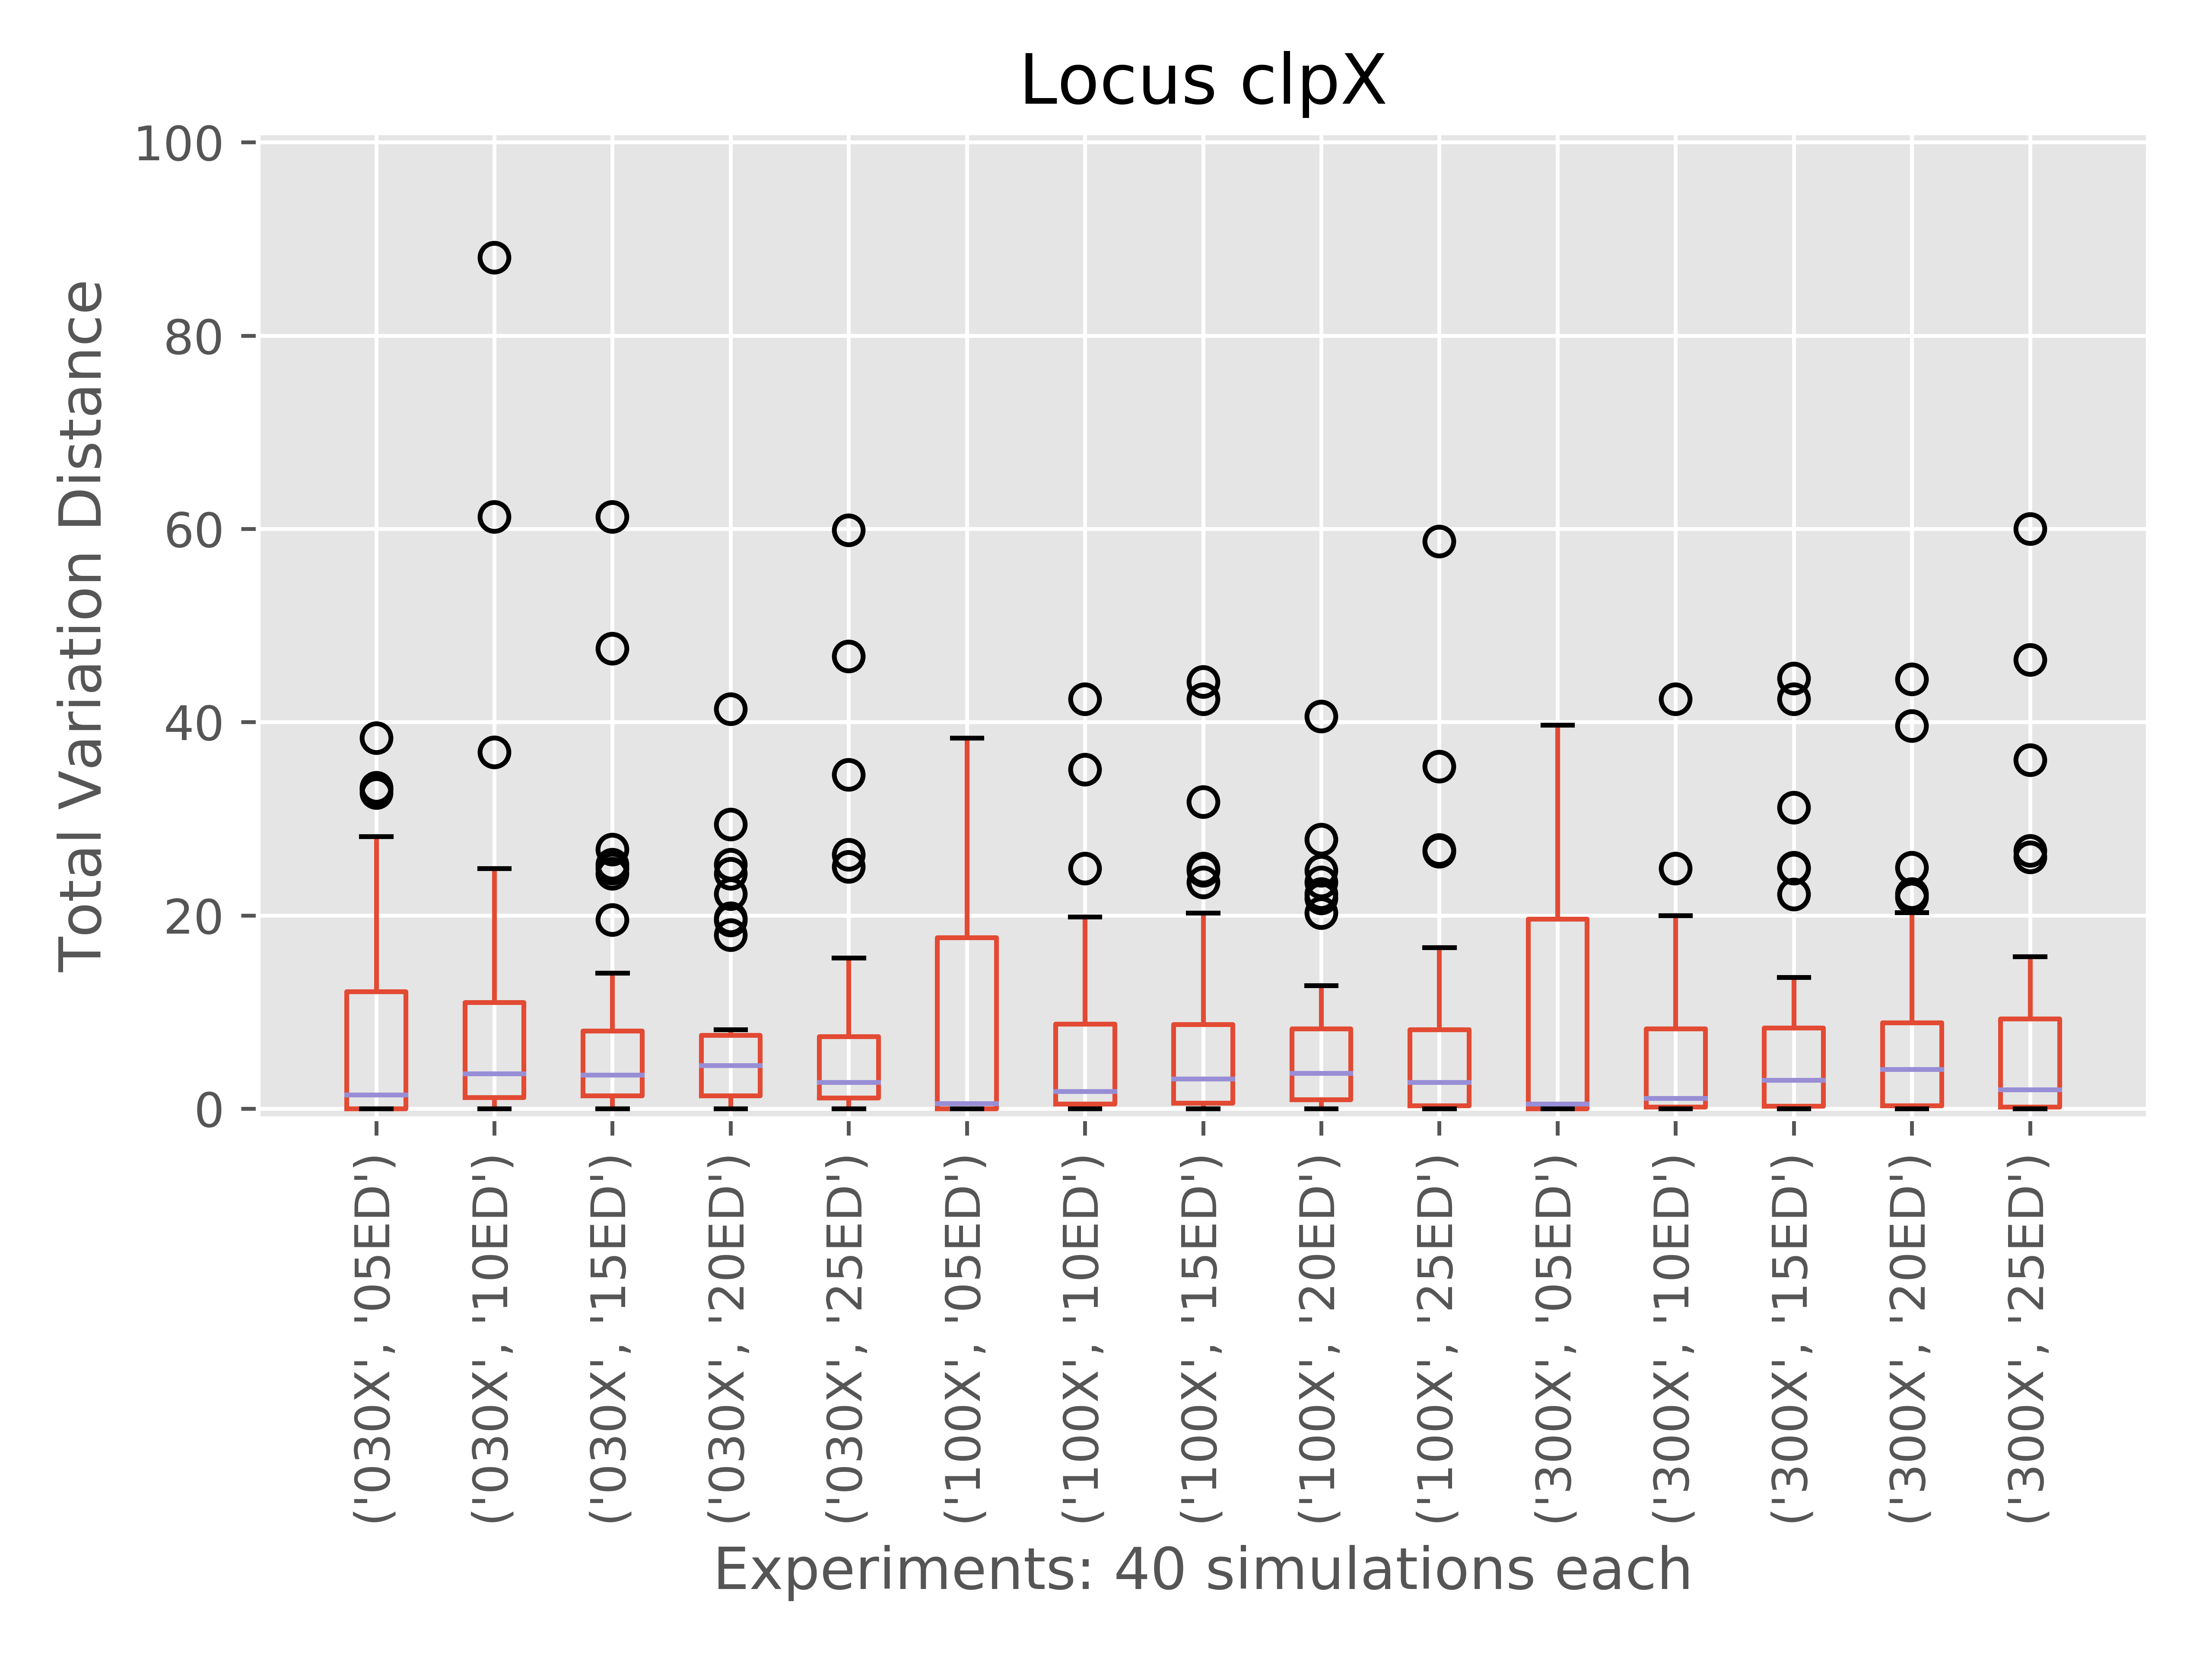 Locus clpX
Total Variation Distance
100
80
60
40
20
0
('030X', '05ED')
('030X', '10ED')
('030X', '15ED')
('030X', '20ED')
('030X', '25ED')
('100X', '05ED')
('100X', '10ED')
('100X', '15ED')
('100X', '20ED')
('100X', '25ED')
('300X', '05ED')
('300X', '10ED')
('300X', '15ED')
('300X', '20ED')
('300X', '25ED')
Experiments: 40 simulations each